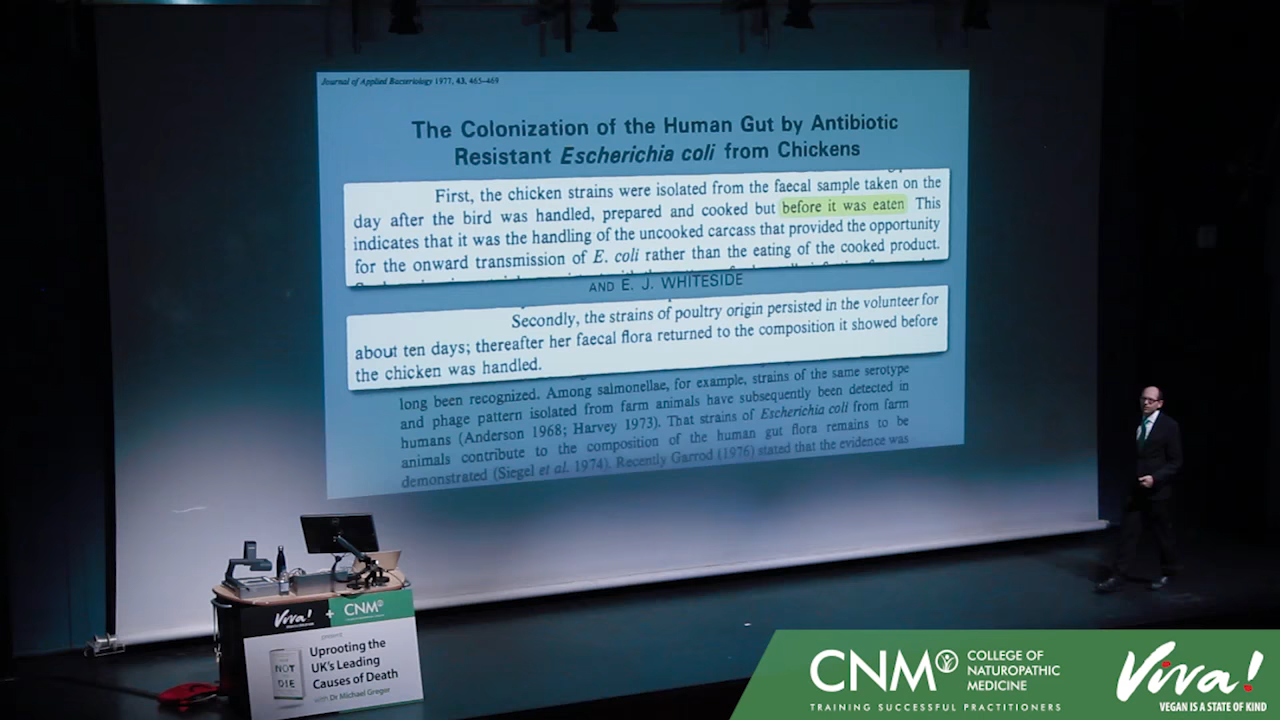 Journal of Applied Bacteriology 1977, 43, 465–469
The Colonization of the Human Gut by Antibiotic
Resistant Escherichia coli from Chickens
First, the chicken strains were isolated from the faecal sample taken on the
day after the bird was handled, prepared and cooked but before it was eaten This
indicates that it was the handling of the uncooked carcass that provided the opportunity
for the onward transmission of E. coli rather than the eating of the cooked product.
AND E. J. WHITESIDE
Secondly, the strains of poultry origin persisted in the volunteer for
about ten days; thereafter her faecal flora returned to the composition it showed before
the chicken was handled.
long been recognized. Among salmonellae, for example, strains of the same serotype
and phage pattern isolated from farm animals have subsequently been detected in
humans (Anderson 1968; Harvey 1973). That strains of Escherichia coli from farm
animals contribute to the composition of the human gut flora remains to be
demonstrated (Siegel et al. 1974). Recently Garrod (1976) stated that the evidence was
Viva! + CNM
present
Uprooting the
UK's Leading
Causes of Death
with Dr Michael Greger
NOT
DIE
CNM
COLLEGE OF
NATUROPATHIC
MEDICINE
TRAINING SUCCESSFUL PRACTITIONERS
Viva!
VEGAN IS A STATE OF KIND